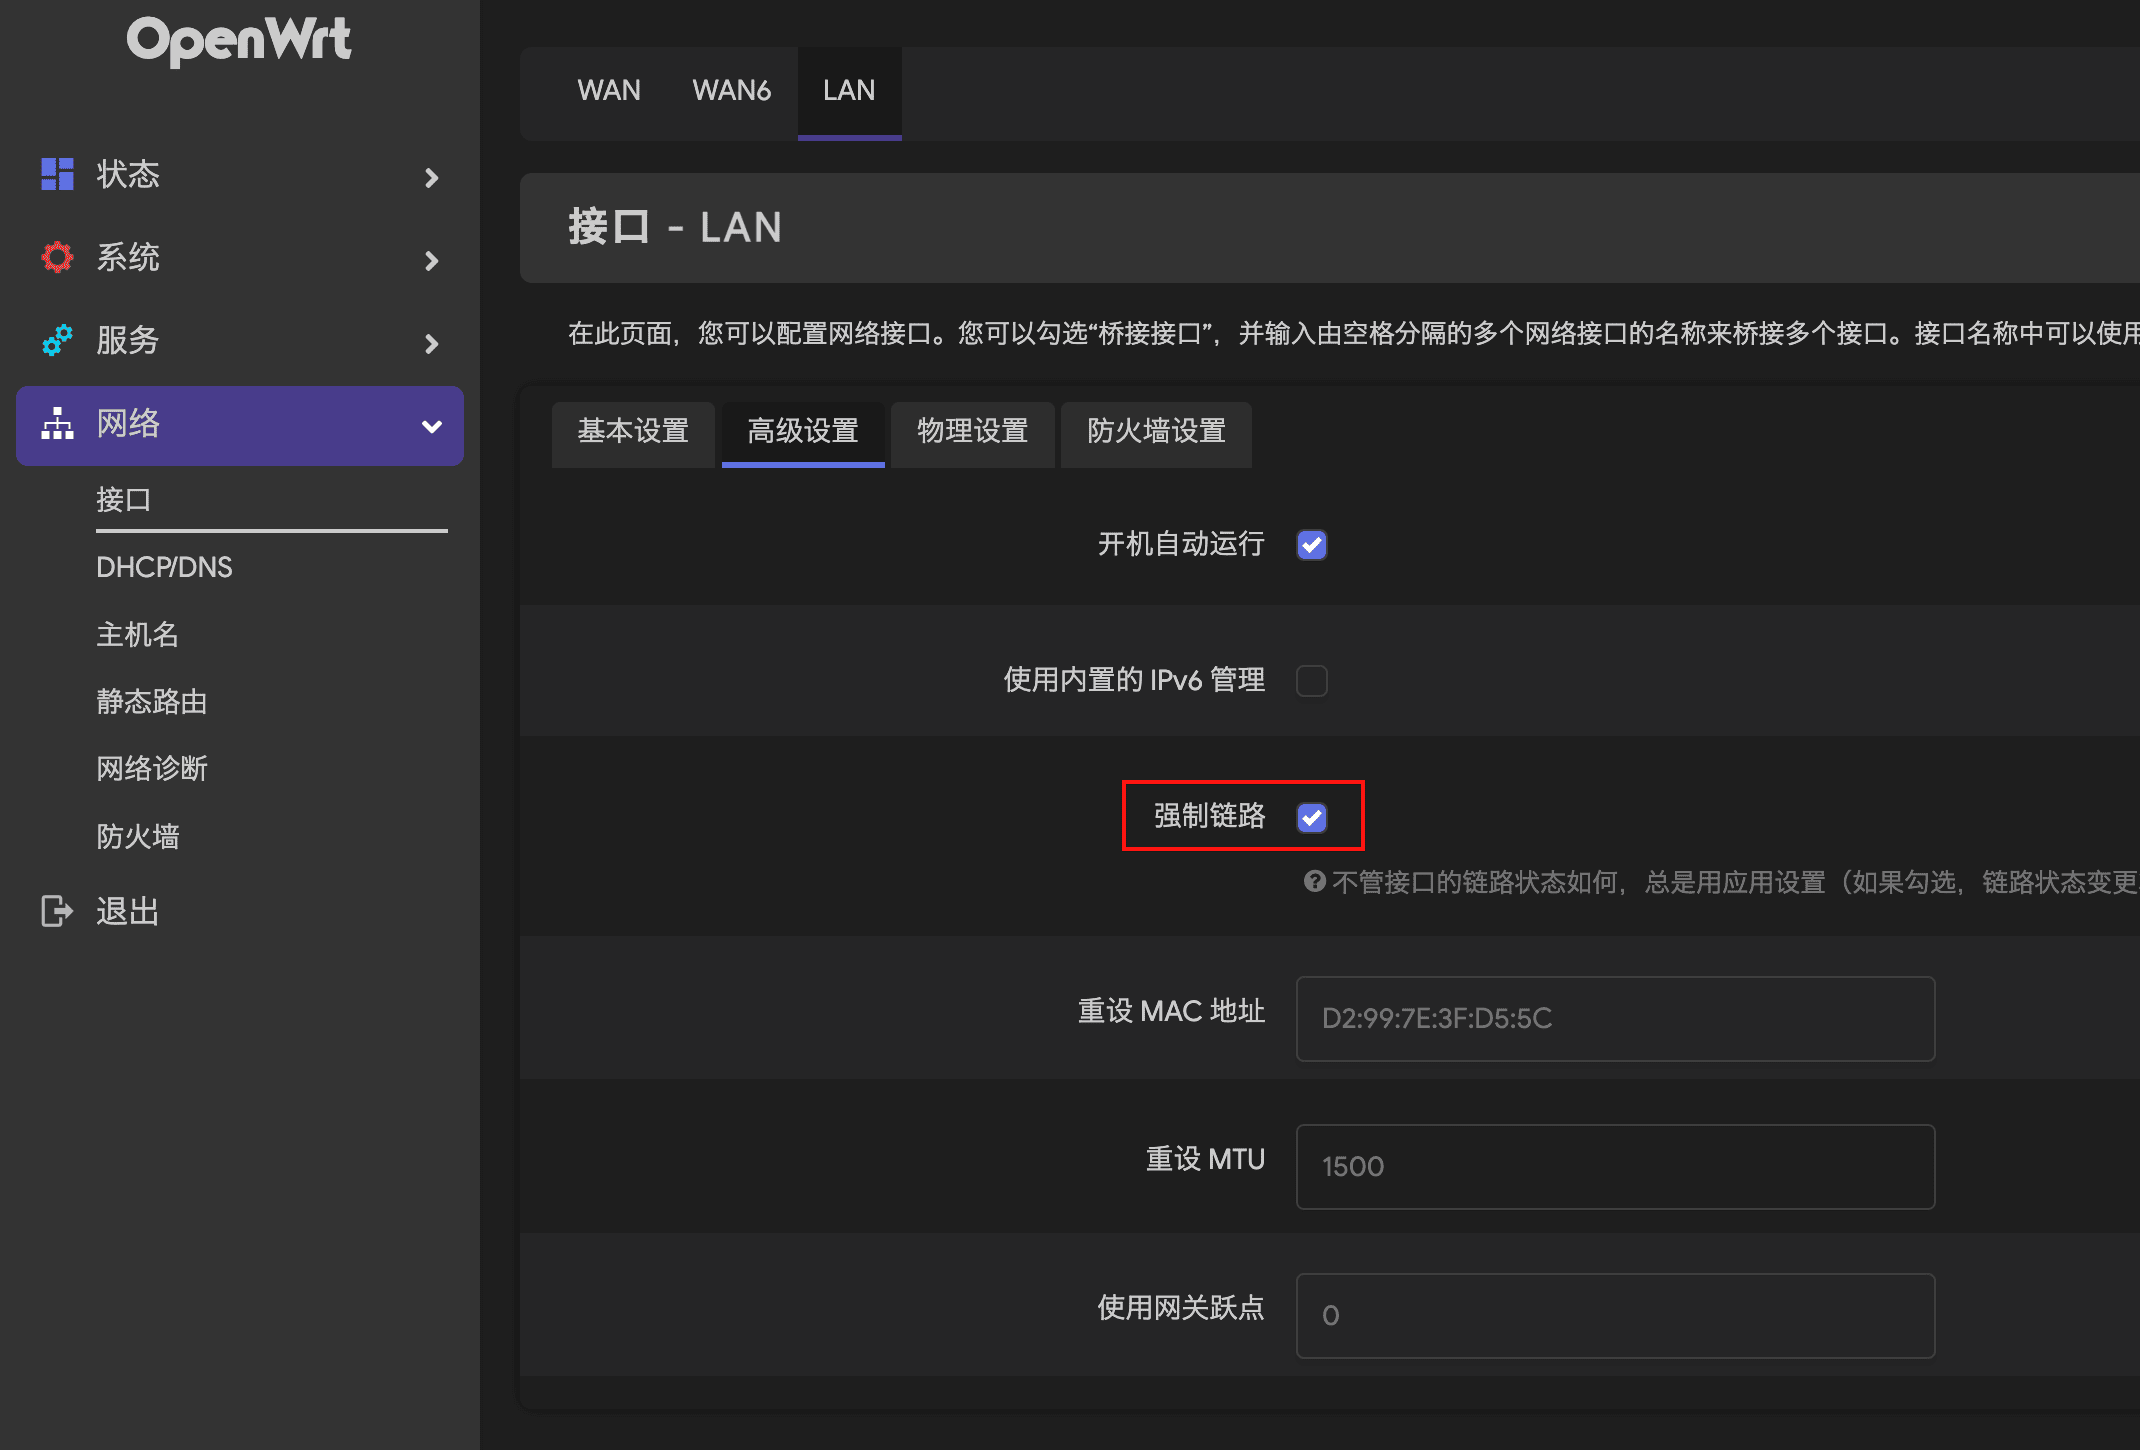 OpenWrt
状态
系统
服务
网络
接口
DHCP/DNS
主机名
静态路由
网络诊断
防火墙
退出
WAN WAN6 LAN
接口 - LAN
在此页面，您可以配置网络接口。您可以勾选“桥接接口”，并输入由空格分隔的多个网络接口的名称来桥接多个接口。接口名称中可以使用
基本设置 高级设置 物理设置 防火墙设置
开机自动运行
使用内置的 IPv6 管理
强制链路
不管接口的链路状态如何，总是用应用设置（如果勾选，链路状态变更
重设 MAC 地址 D2:99:7E:3F:D5:5C
重设 MTU 1500
使用网关跃点 0